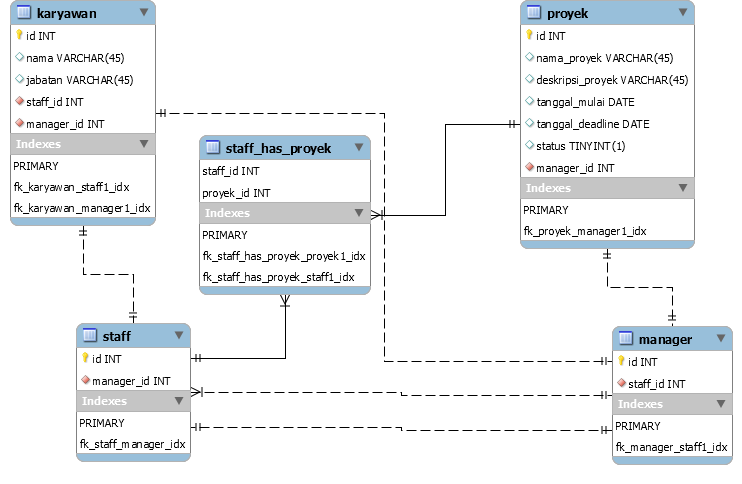 karyawan
id INT
nama VARCHAR(45)
jabatan VARCHAR(45)
staff_id INT
manager_id INT
Indexes
PRIMARY
fk_karyawan_staff1_idx
fk_karyawan_manager1_idx
staff_has_proyek
staff_id INT
proyek_id INT
Indexes
PRIMARY
fk_staff_has_proyek_proyek1_idx
fk_staff_has_proyek_staff1_idx
proyek
id INT
nama_proyek VARCHAR(45)
deskripsi_proyek VARCHAR(45)
tanggal_mulai DATE
tanggal_deadline DATE
status TINYINT(1)
manager_id INT
Indexes
PRIMARY
fk_proyek_manager1_idx
staff
id INT
manager_id INT
Indexes
PRIMARY
fk_staff_manager_idx
manager
id INT
staff_id INT
Indexes
PRIMARY
fk_manager_staff1_idx